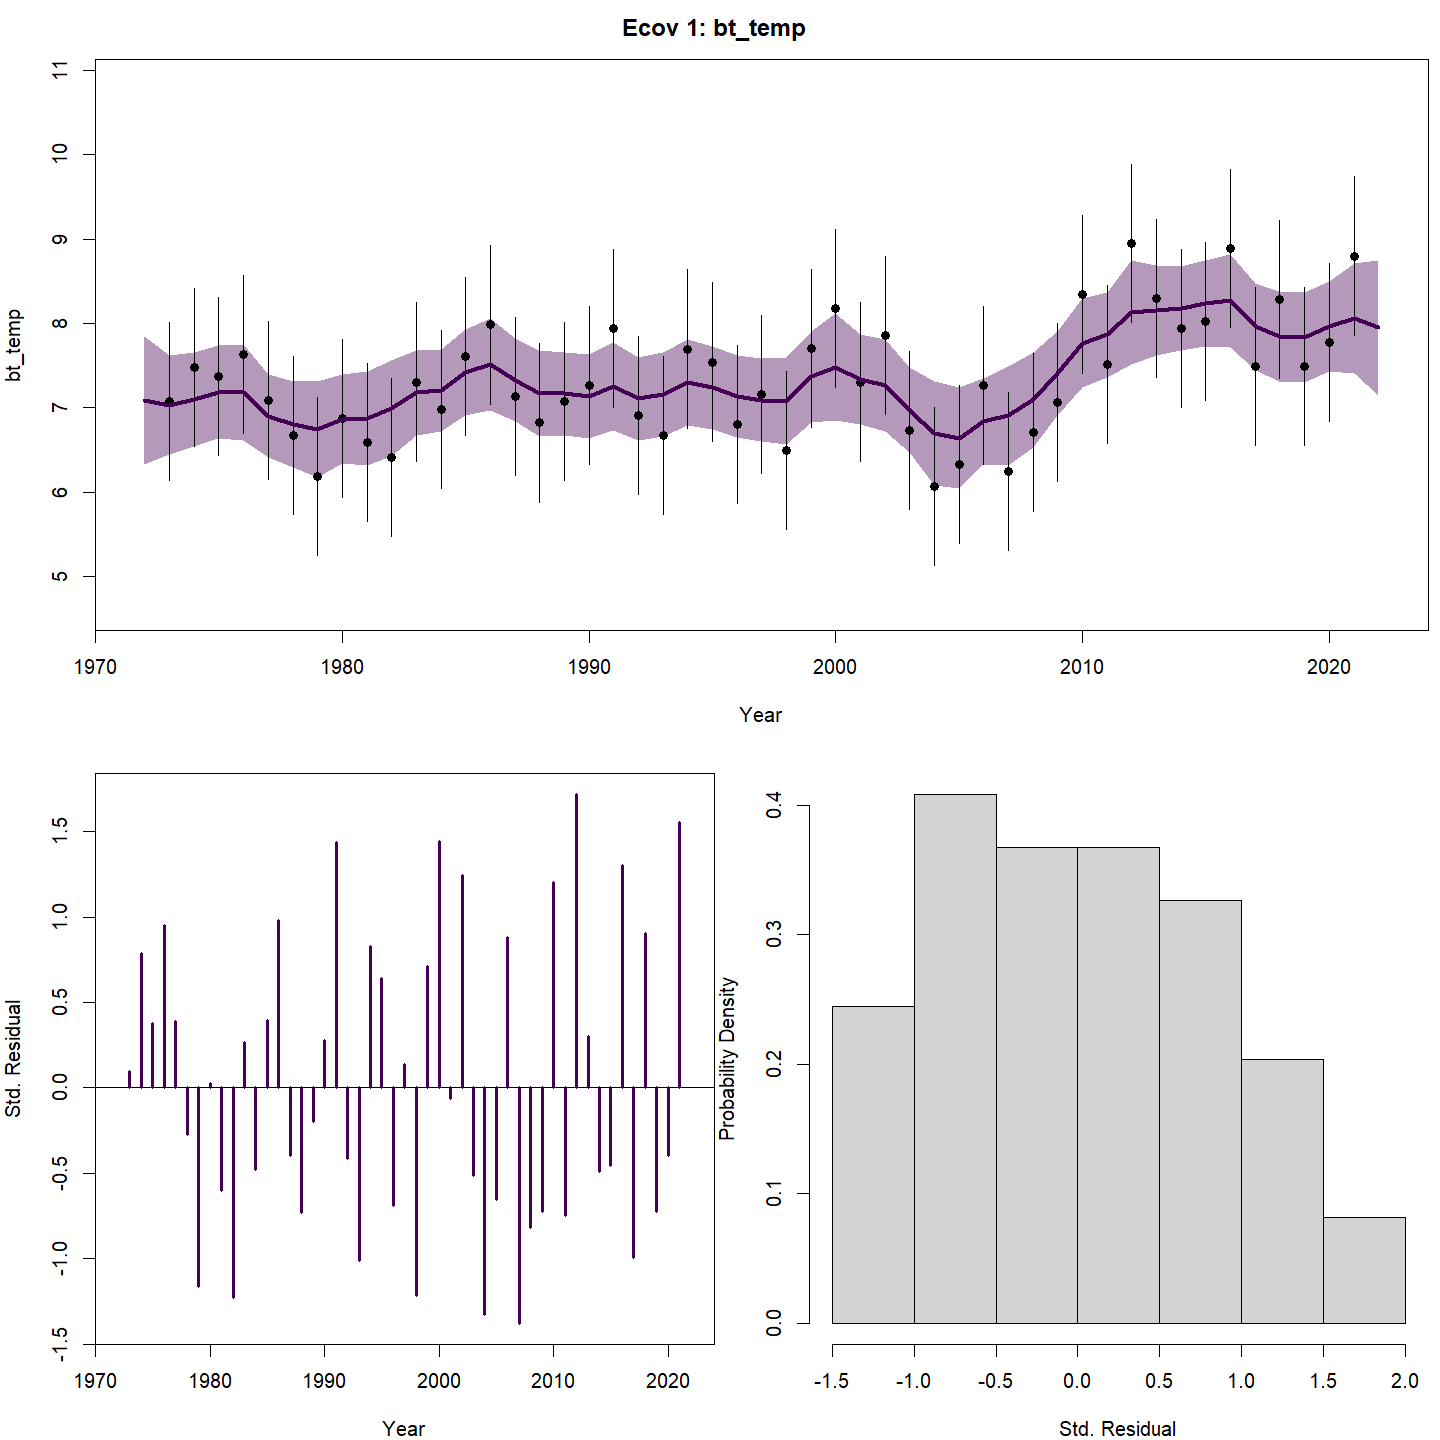 Ecov 1: bt_temp
bt_temp
11
10
9
8
7
6
5
1970 1980 1990 2000 2010 2020
Year
Std. Residual
1.5
1.0
0.5
0.0
-0.5
-1.0
-1.5
1970 1980 1990 2000 2010 2020
Year
Probability Density
0.4
0.3
0.2
0.1
0.0
-1.5 -1.0 -0.5 0.0 0.5 1.0 1.5 2.0
Std. Residual